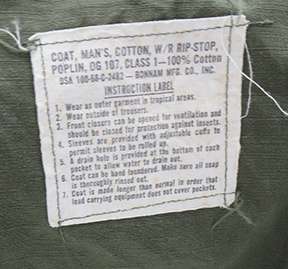 COAT, MAN'S, COTTON, W/R RIP-STOP,
POPLIN, OG 107, CLASS 1—100% Cotton
DSA 100-68-C-2482 — BONHAM MFG. CO., INC.
INSTRUCTION LABEL
1. Wear as outer garment in tropical areas.
2. Wear outside of trousers.
3. Front closures can be opened for ventilation and
should be closed for protection against insects.
4. Sleeves are provided with adjustable cuffs to
permit sleeves to be rolled up.
5. A drain hole is provided at the bottom of each
pocket to allow water to drain out.
6. Coat can be hand laundered. Make sure all soap
is thoroughly rinsed out.
7. Coat is made longer than normal in order that
load carrying equipment does not cover pockets.